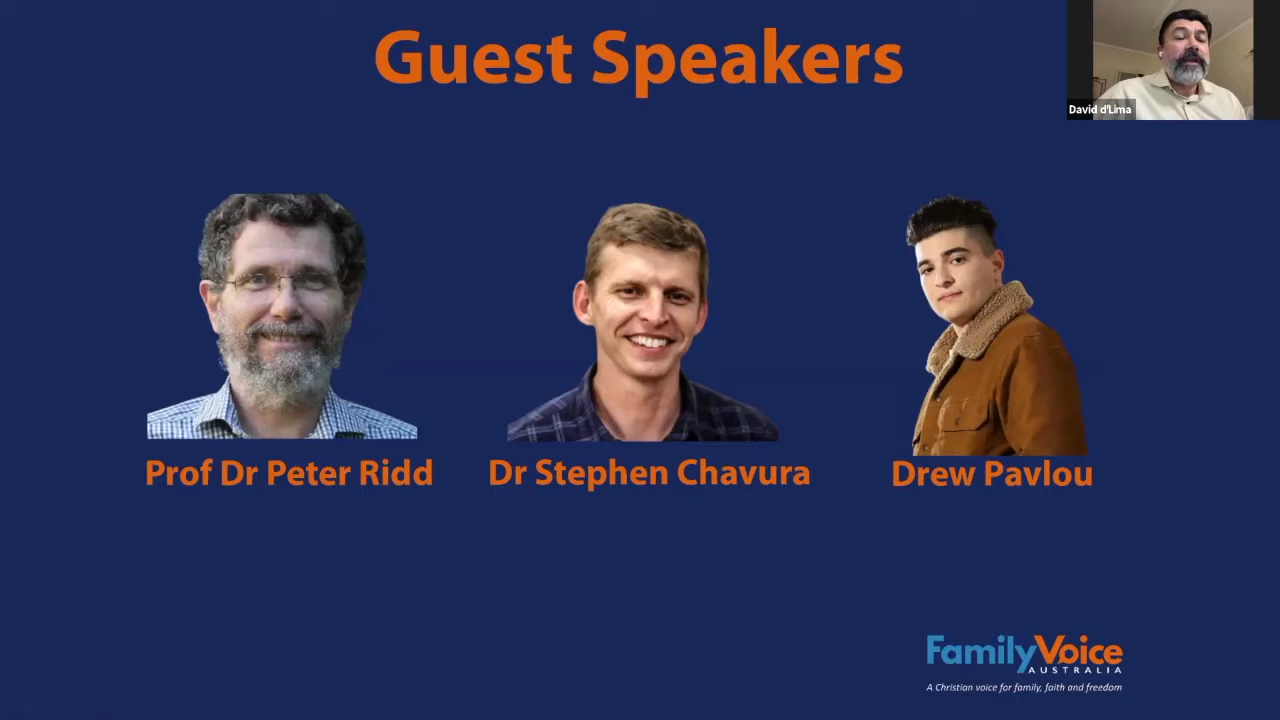 Guest Speakers
David d'Lima
Prof Dr Peter Ridd
Dr Stephen Chavura
Drew Pavlou
FamilyVoice
AUSTRALIA
A Christian voice for family, faith and freedom